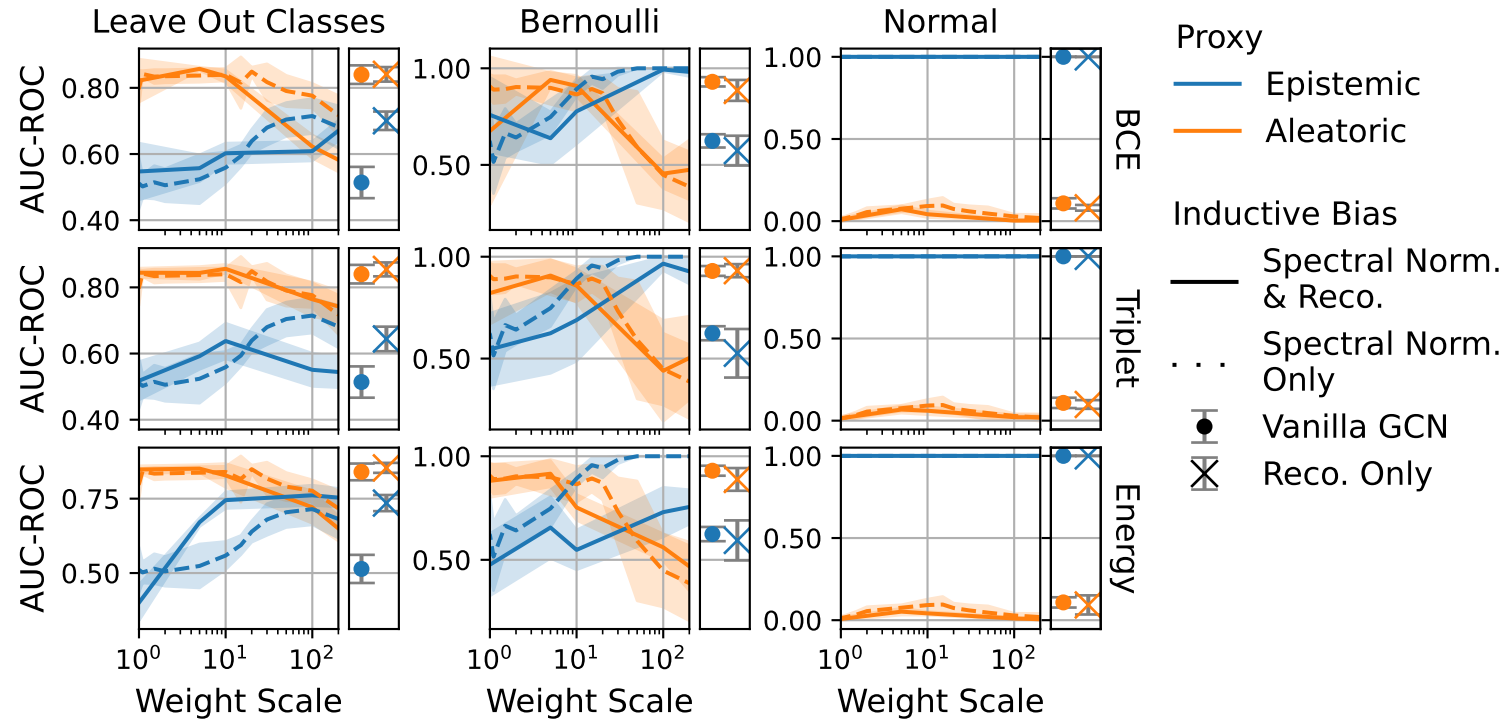 Leave Out Classes
Bernoulli
Normal
AUC-ROC
0.80
0.60
0.40
1.00
0.50
1.00
0.50
0.00
BCE
AUC-ROC
0.80
0.60
0.40
1.00
0.50
1.00
0.50
0.00
Triplet
AUC-ROC
0.75
0.50
1.00
0.50
1.00
0.50
0.00
Energy
10⁰ 10¹ 10²
10⁰ 10¹ 10²
10⁰ 10¹ 10²
Weight Scale
Weight Scale
Weight Scale
Proxy
Epistemic
Aleatoric
Inductive Bias
Spectral Norm.
& Reco.
Spectral Norm.
Only
Vanilla GCN
Reco. Only